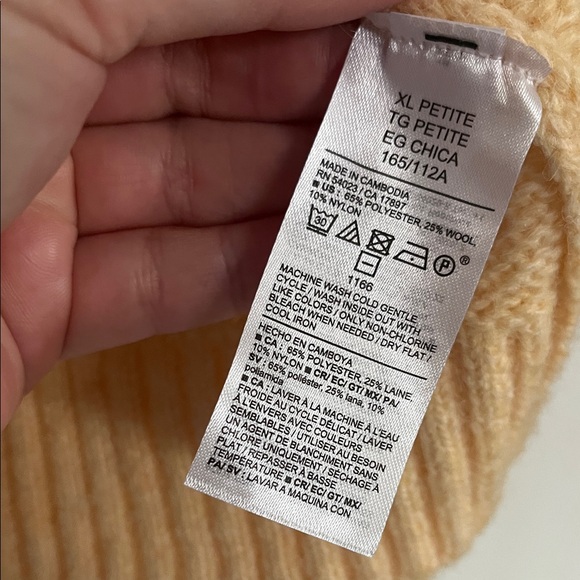 XL PETITE
TG PETITE
EG CHICA
165/112A
MADE IN CAMBODIA
RN 54023 / CA 17897
■ US : 65% POLYESTER, 25% WOOL,
10% NYLON
30
P
1166
MACHINE WASH COLD GENTLE
CYCLE / WASH INSIDE OUT WITH
LIKE COLORS / ONLY NON-CHLORINE
BLEACH WHEN NEEDED / DRY FLAT /
COOL IRON
HECHO EN CAMBOYA
■ CA : 65% POLYESTER, 25% LAINE,
10% NYLON ■ CR/ EC/ GT/ MX/ PA/
SV : 65% poliéster, 25% lana, 10%
poliamida
■ CA : LAVER À LA MACHINE À L'EAU
FROIDE AU CYCLE DÉLICAT / LAVER
À L'ENVERS AVEC COULEURS
SEMBLABLES / UTILISER AU BESOIN
UN AGENT DE BLANCHIMENT SANS
CHLORE UNIQUEMENT / SÉCHAGE À
PLAT / REPASSER À BASSE
TEMPÉRATURE ■ CR/ EC/ GT/ MX/
PA/ SV : LAVAR A MAQUINA CON